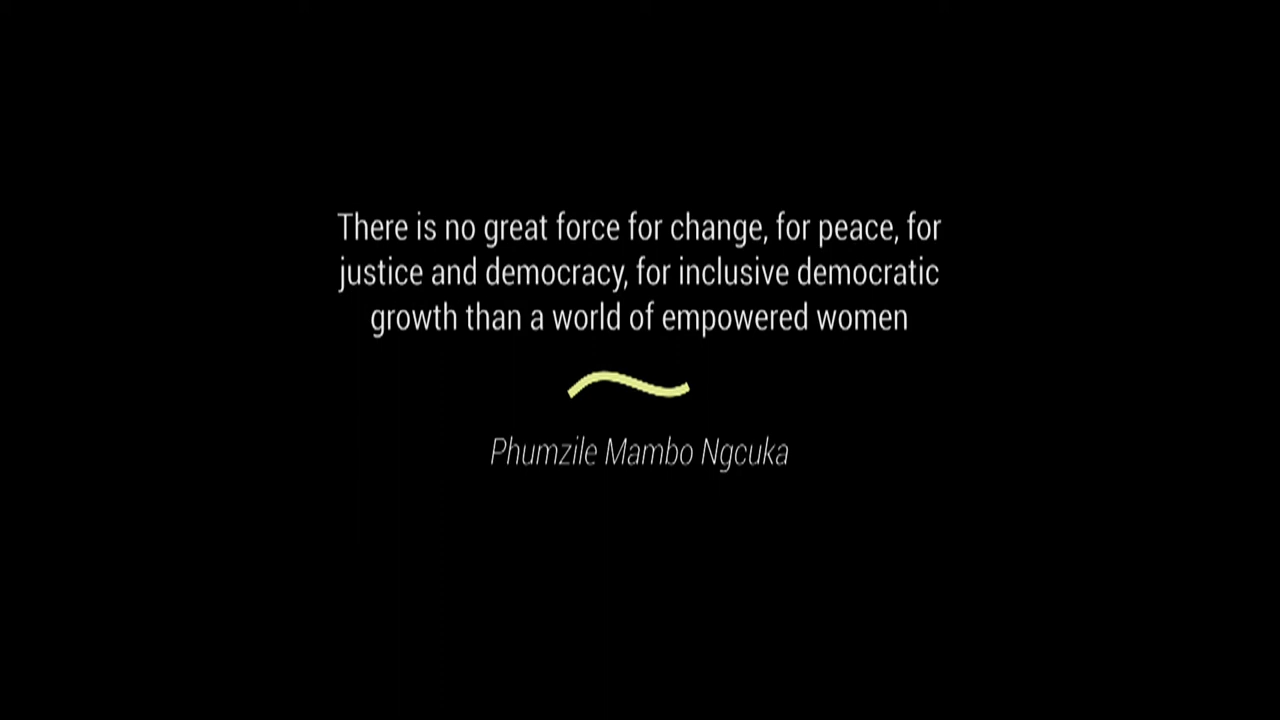 There is no great force for change, for peace, for
justice and democracy, for inclusive democratic
growth than a world of empowered women
Phumzile Mambo Ngcuka